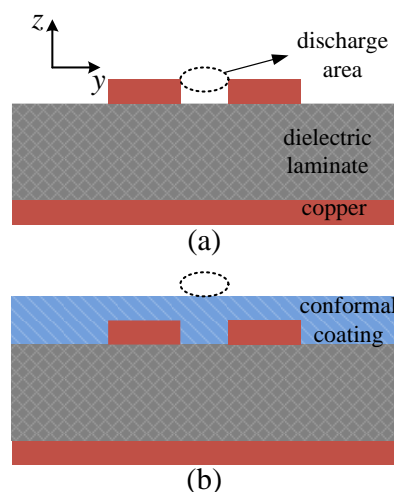 z
discharge
area
y
dielectric
laminate
copper
(a)
conformal
coating
(b)